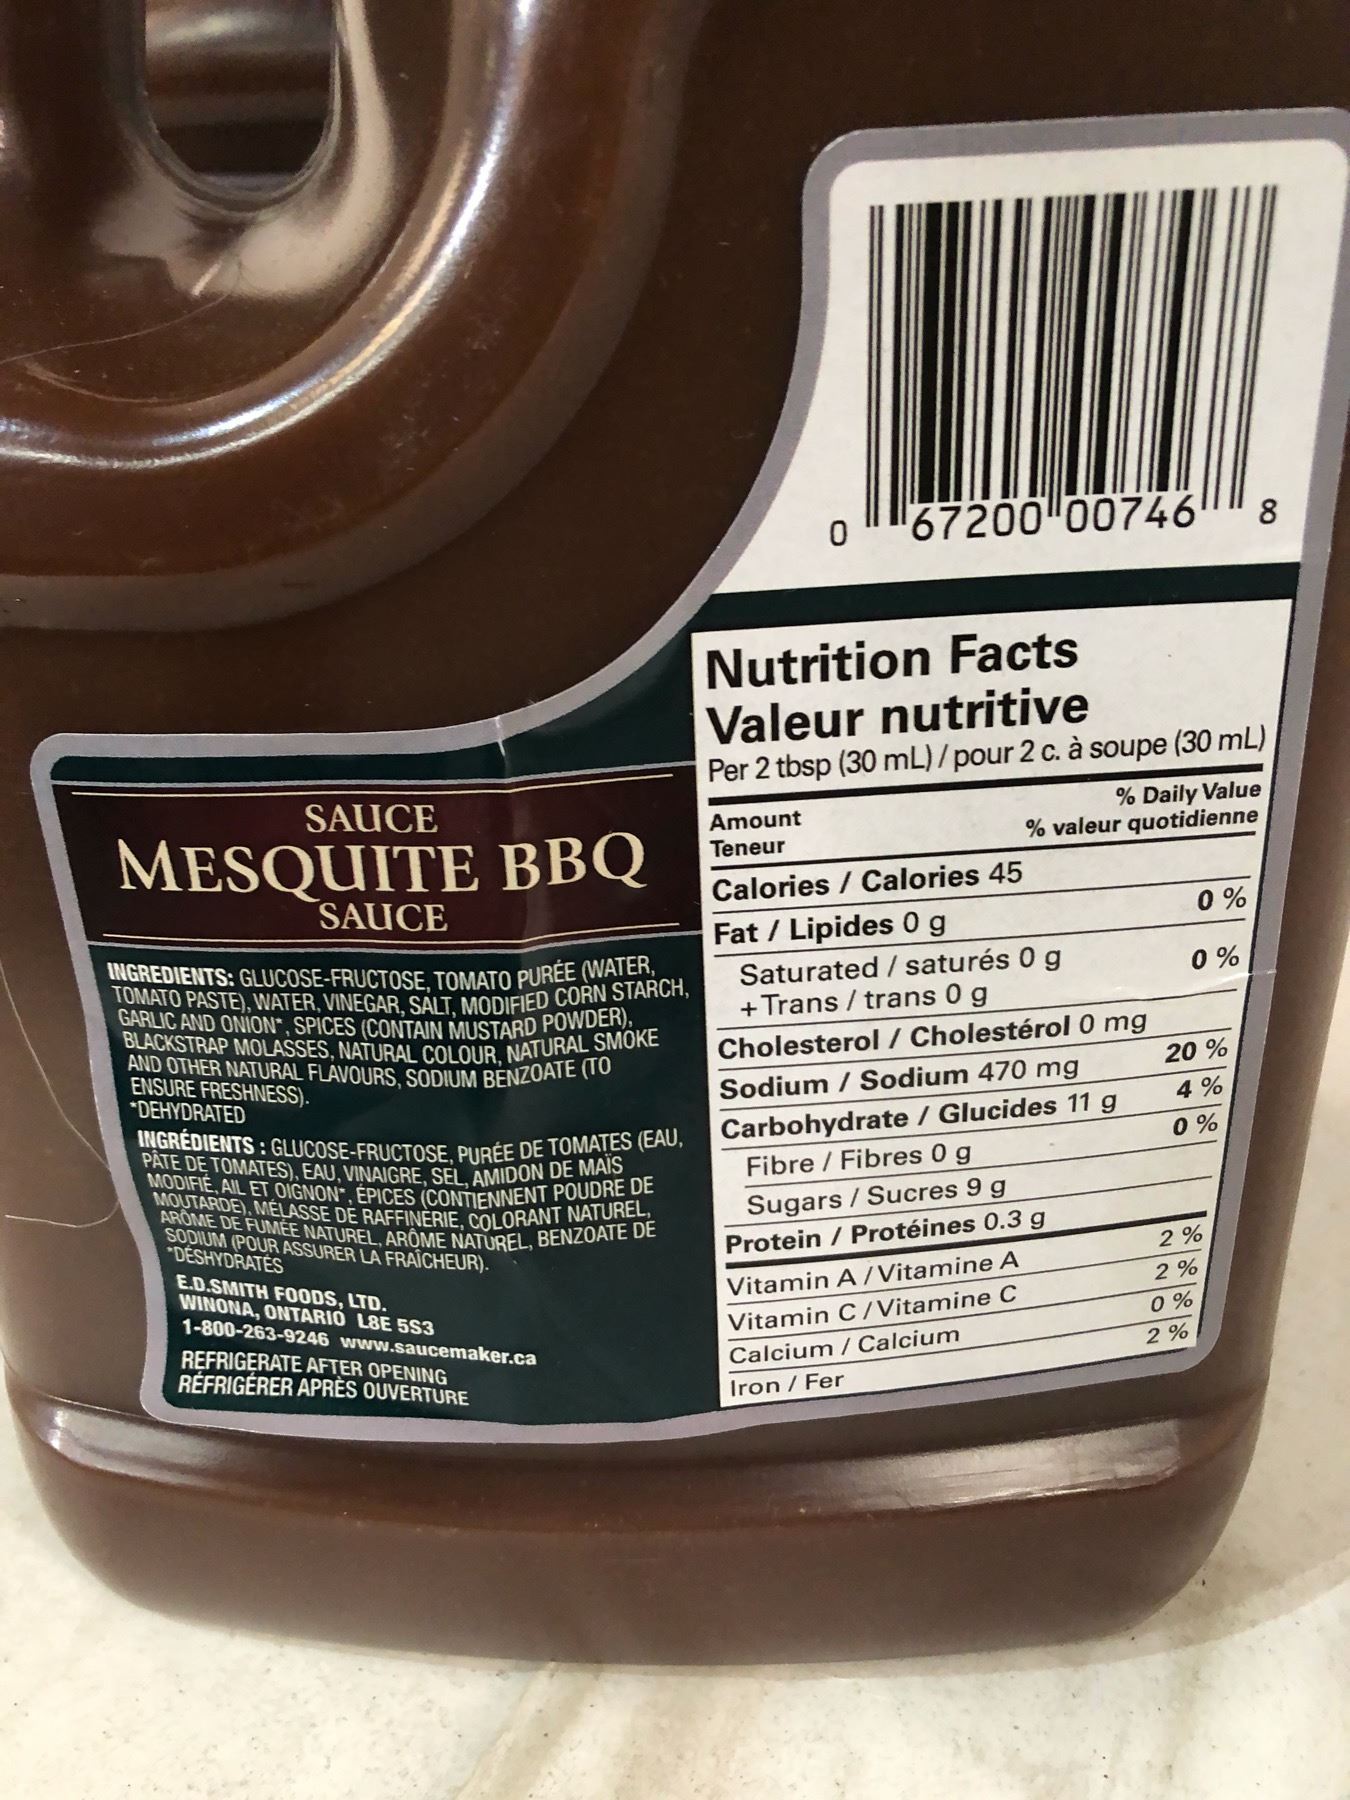 0 67200 00746 8
Nutrition Facts
Valeur nutritive
Per 2 tbsp (30 mL) / pour 2 c. à soupe (30 mL)
Amount % Daily Value
Teneur % valeur quotidienne
Calories / Calories 45
Fat / Lipides 0 g 0 %
Saturated / saturés 0 g 0 %
+ Trans / trans 0 g
Cholesterol / Cholestérol 0 mg
Sodium / Sodium 470 mg 20 %
Carbohydrate / Glucides 11 g 4 %
Fibre / Fibres 0 g 0 %
Sugars / Sucres 9 g
Protein / Protéines 0.3 g
Vitamin A / Vitamine A 2 %
Vitamin C / Vitamine C 2 %
Calcium / Calcium 0 %
Iron / Fer 2 %
SAUCE
MESQUITE BBQ
SAUCE
INGREDIENTS: GLUCOSE-FRUCTOSE, TOMATO PURÉE (WATER,
TOMATO PASTE), WATER, VINEGAR, SALT, MODIFIED CORN STARCH,
GARLIC AND ONION*, SPICES (CONTAIN MUSTARD POWDER),
BLACKSTRAP MOLASSES, NATURAL COLOUR, NATURAL SMOKE
AND OTHER NATURAL FLAVOURS, SODIUM BENZOATE (TO
ENSURE FRESHNESS).
*DEHYDRATED
INGRÉDIENTS : GLUCOSE-FRUCTOSE, PURÉE DE TOMATES (EAU,
PÂTE DE TOMATES), EAU, VINAIGRE, SEL, AMIDON DE MAÏS
MODIFIÉ, AIL ET OIGNON*, ÉPICES (CONTIENNENT POUDRE DE
MOUTARDE), MÉLASSE DE RAFFINERIE, COLORANT NATUREL,
ARÔME DE FUMÉE NATUREL, ARÔME NATUREL, BENZOATE DE
SODIUM (POUR ASSURER LA FRAÎCHEUR).
*DÉSHYDRATÉS
E.D.SMITH FOODS, LTD.
WINONA, ONTARIO L8E 5S3
1-800-263-9246 www.saucemaker.ca
REFRIGERATE AFTER OPENING
RÉFRIGÉRER APRÈS OUVERTURE